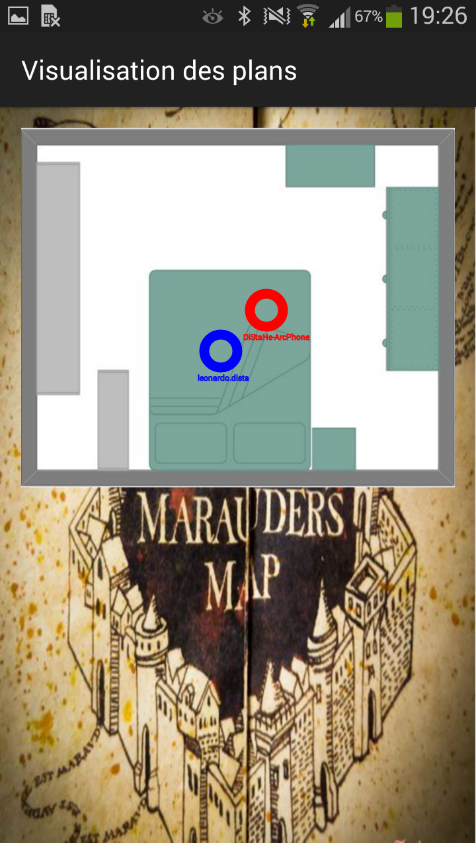 67% 19:26
Visualisation des plans
DiStaHe-ArcPhone
leonardo.dista
MARAUDERS
MAP